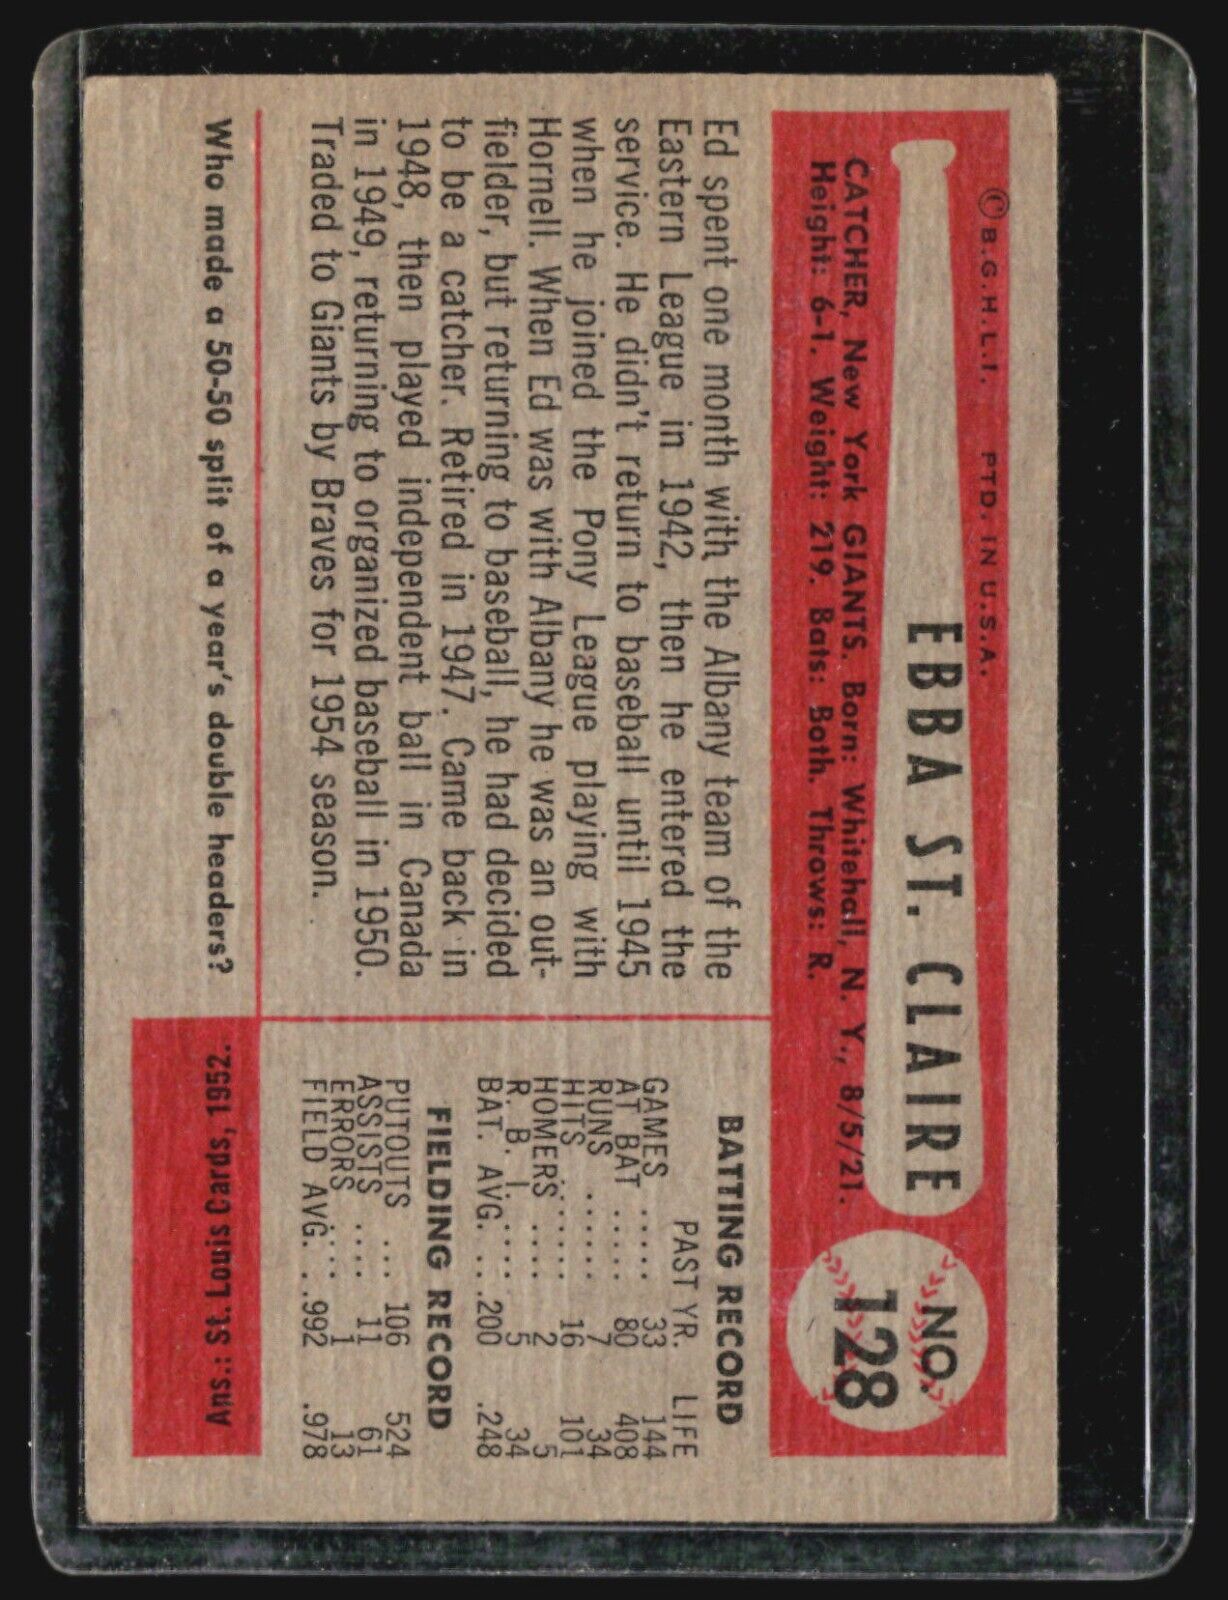 © B.G.H.L.I. PTD. IN U.S.A.
EBBA ST. CLAIRE
NO. 128
CATCHER, New York GIANTS. Born: Whitehall, N. Y., 8/5/21.
Height: 6-1. Weight: 219. Bats: Both. Throws: R.
Ed spent one month with the Albany team of the
Eastern League in 1942, then he entered the
service. He didn't return to baseball until 1945
when he joined the Pony League playing with
Hornell. When Ed was with Albany he was an out-
fielder, but returning to baseball, he had decided
to be a catcher. Retired in 1947. Came back in
1948, then played independent ball in Canada
in 1949, returning to organized baseball in 1950.
Traded to Giants by Braves for 1954 season.
BATTING RECORD
PAST YR. LIFE
GAMES .... 33 144
AT BAT ..... 80 408
RUNS ...... 7 34
HITS ...... 16 101
HOMERS .... 2 5
R. B. I. .... 5 34
BAT. AVG. .. .200 .248
FIELDING RECORD
PUTOUTS ... 106 524
ASSISTS .... 11 61
ERRORS .... 1 13
FIELD AVG. .. .992 .978
Who made a 50-50 split of a year's double headers?
Ans:: St. Louis Cards, 1952.